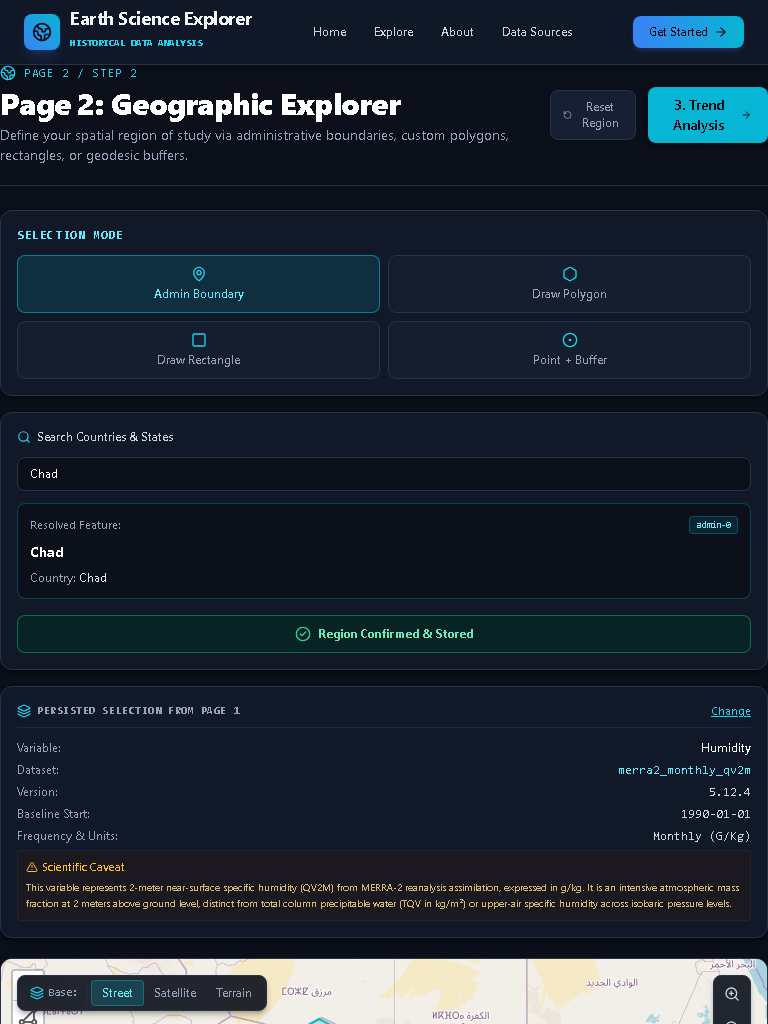 Earth Science Explorer
HISTORICAL DATA ANALYSIS
Home
Explore
About
Data Sources
Get Started
PAGE 2 / STEP 2
Page 2: Geographic Explorer
Define your spatial region of study via administrative boundaries, custom polygons,
rectangles, or geodesic buffers.
Reset
Region
3. Trend
Analysis
SELECTION MODE
Admin Boundary
Draw Polygon
Draw Rectangle
Point + Buffer
Search Countries & States
Chad
Resolved Feature:
admin-0
Chad
Country: Chad
Region Confirmed & Stored
PERSISTED SELECTION FROM PAGE 1
Change
Variable: Humidity
Dataset: merra2_monthly_qv2m
Version: 5.12.4
Baseline Start: 1990-01-01
Frequency & Units: Monthly (G/Kg)
Scientific Caveat
This variable represents 2-meter near-surface specific humidity (QV2M) from MERRA-2 reanalysis assimilation, expressed in g/kg. It is an intensive atmospheric mass
fraction at 2 meters above ground level, distinct from total column precipitable water (TQV in kg/m²) or upper-air specific humidity across isobaric pressure levels.
البحر الأحمر
Base:
Street
Satellite
Terrain
مرزق
الوادي الجديد
الكفرة